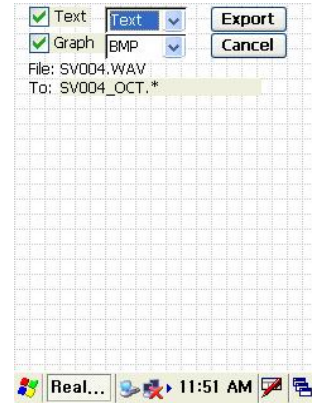 Text Text Export
Graph BMP Cancel
File: SV004.WAV
To: SV004_OCT.*
Real... 11:51 AM